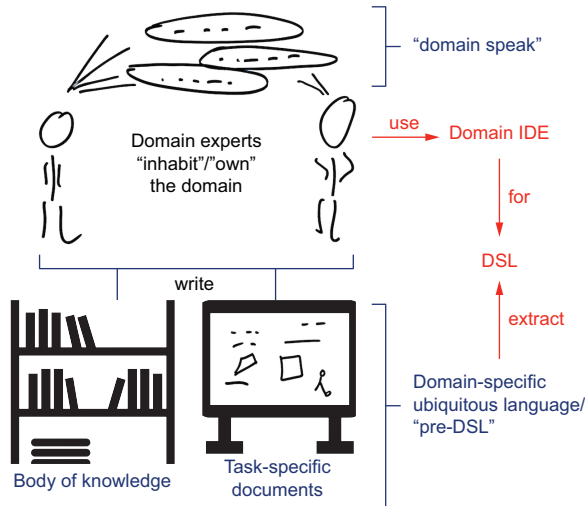 “domain speak”
Domain experts
“inhabit”/”own”
the domain
use
Domain IDE
for
DSL
write
extract
Domain-specific
ubiquitous language/
“pre-DSL”
Body of knowledge
Task-specific
documents